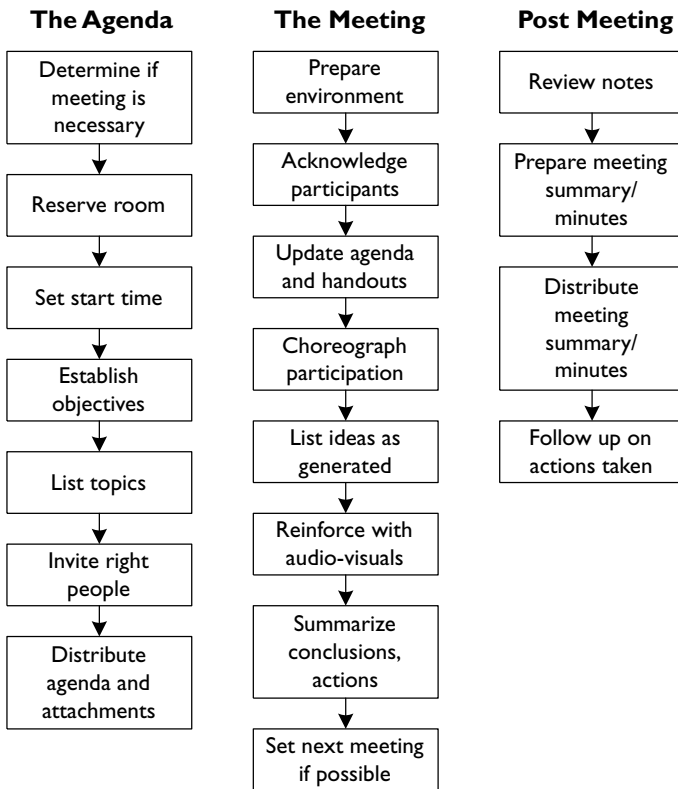 The Agenda
Determine if
meeting is
necessary
Reserve room
Set start time
Establish
objectives
List topics
Invite right
people
Distribute
agenda and
attachments
The Meeting
Prepare
environment
Acknowledge
participants
Update agenda
and handouts
Choreograph
participation
List ideas as
generated
Reinforce with
audio-visuals
Summarize
conclusions,
actions
Set next meeting
if possible
Post Meeting
Review notes
Prepare meeting
summary/
minutes
Distribute
meeting
summary/
minutes
Follow up on
actions taken